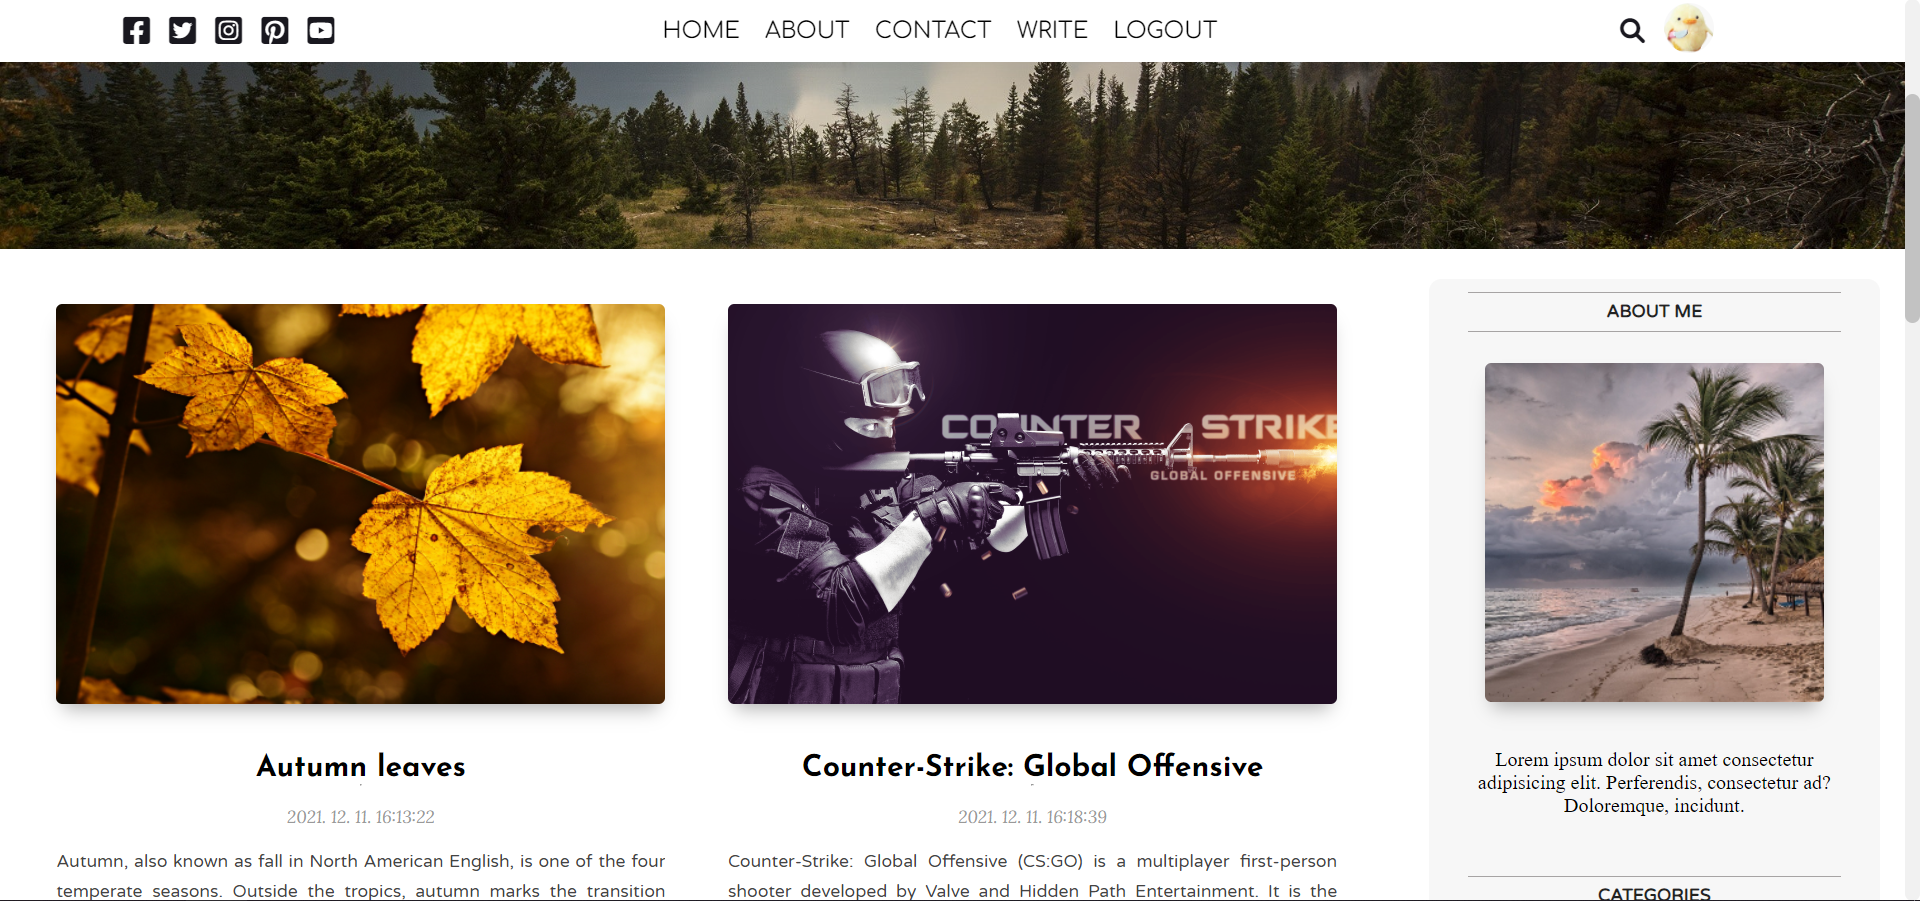 HOME ABOUT CONTACT WRITE LOGOUT
COUNTER STRIKE
GLOBAL OFFENSIVE
Autumn leaves
2021. 12. 11. 16:13:22
Autumn, also known as fall in North American English, is one of the four
temperate seasons. Outside the tropics, autumn marks the transition
Counter-Strike: Global Offensive
2021. 12. 11. 16:18:39
Counter-Strike: Global Offensive (CS:GO) is a multiplayer first-person
shooter developed by Valve and Hidden Path Entertainment. It is the
ABOUT ME
Lorem ipsum dolor sit amet consectetur
adipisicing elit. Perferendis, consectetur ad?
Doloremque, incidunt.
CATEGORIES